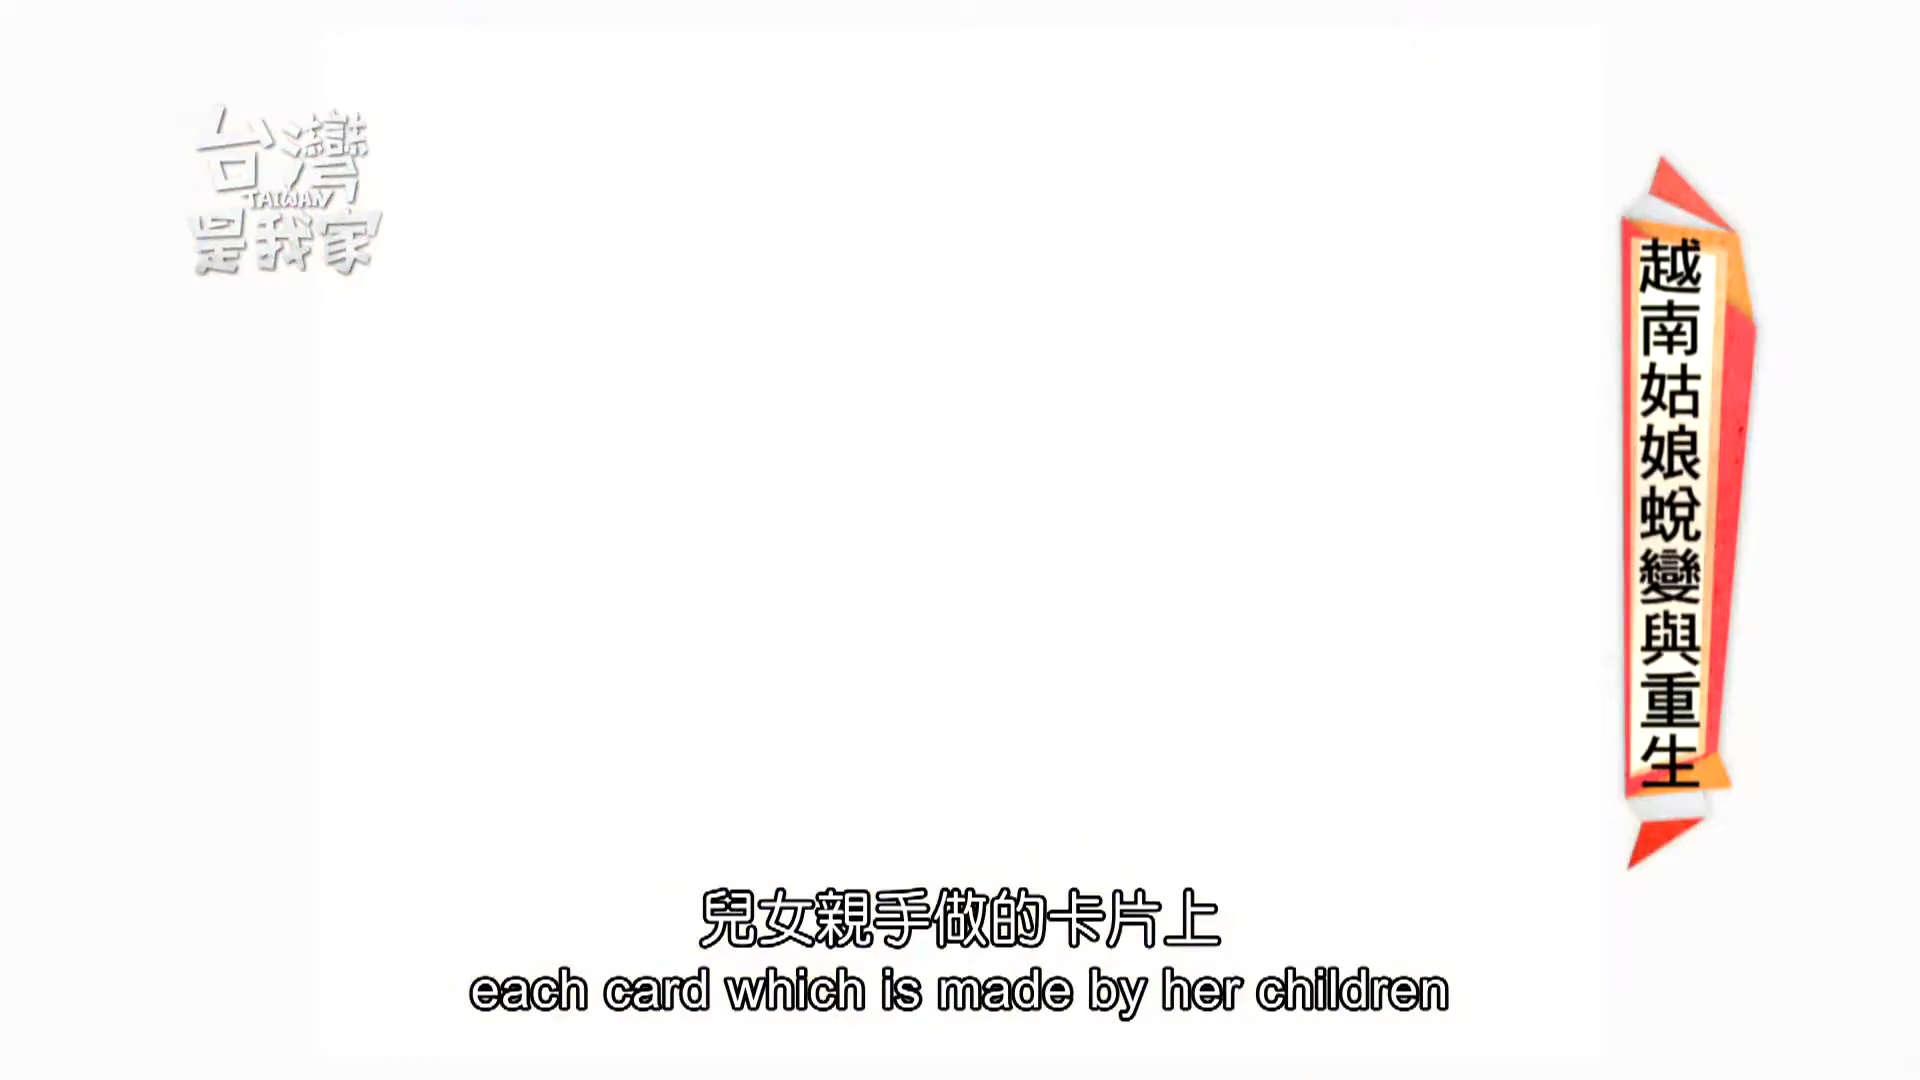 台灣
TAIWAN
是我家
越南姑娘蛻變與重生
兒女親手做的卡片上
each card which is made by her children